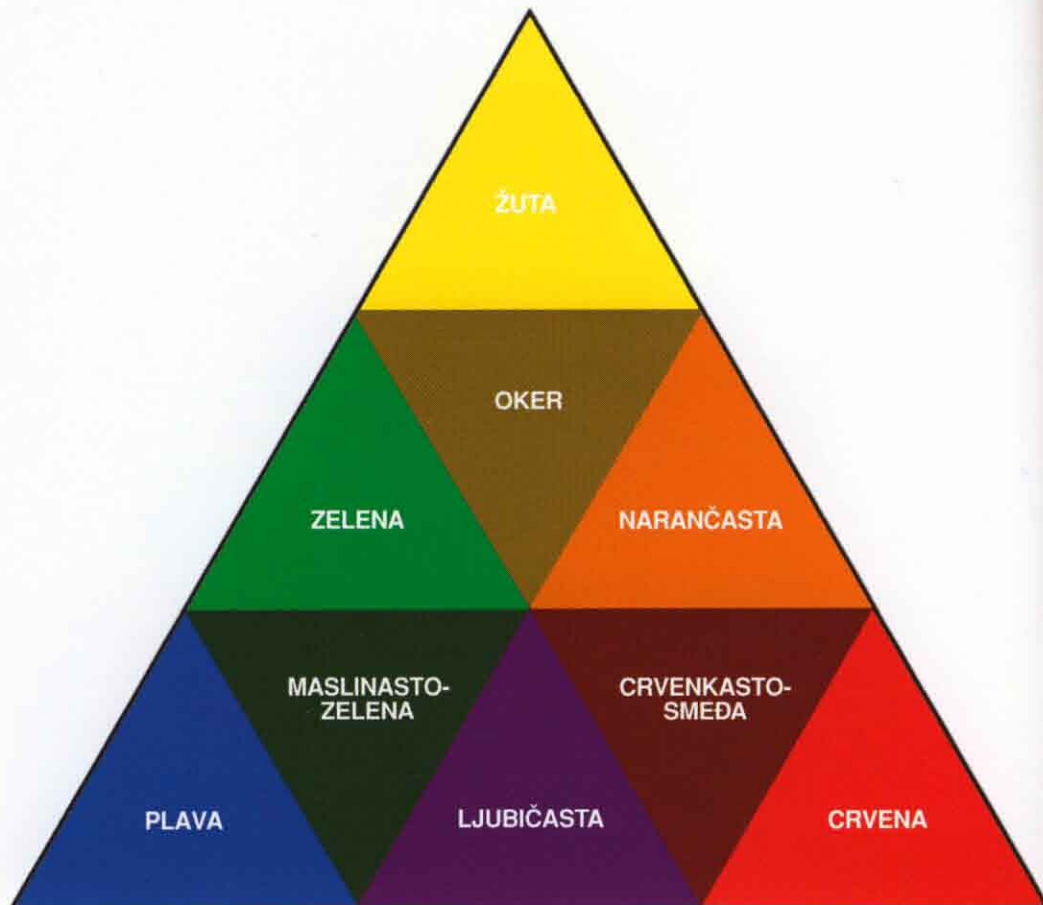 ŽUTA
OKER
ZELENA
NARANČASTA
MASLINASTO-
ZELENA
CRVENKASTO-
SMEĐA
PLAVA
LJUBIČASTA
CRVENA